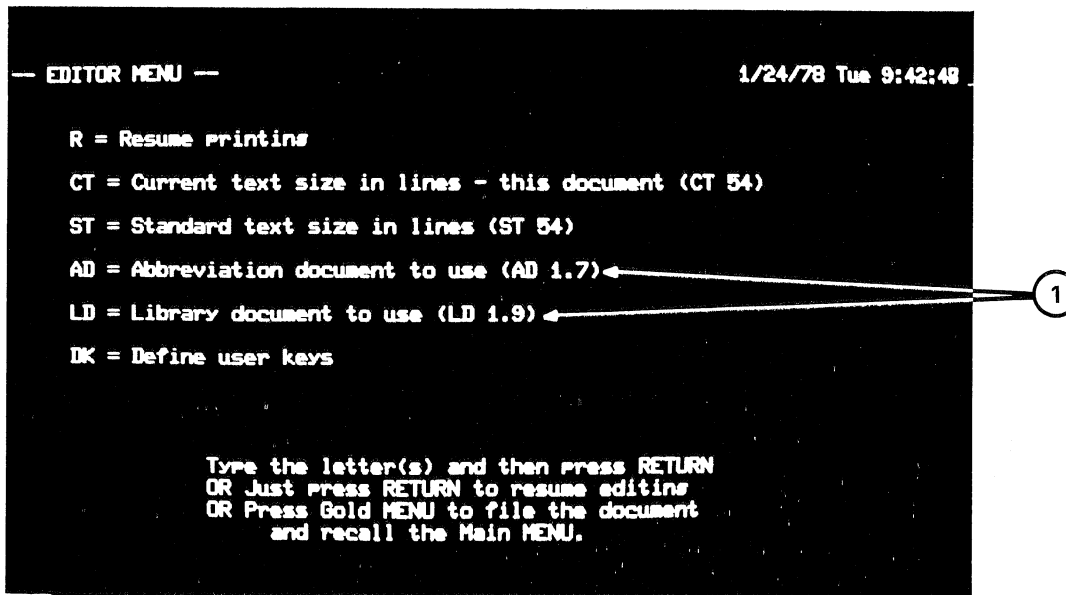 — EDITOR MENU — 1/24/78 Tue 9:42:48
R = Resume printing
CT = Current text size in lines - this document (CT 54)
ST = Standard text size in lines (ST 54)
AD = Abbreviation document to use (AD 1.7)
LD = Library document to use (LD 1.9)
1
DK = Define user keys
Type the letter(s) and then press RETURN
OR Just press RETURN to resume editing
OR Press Gold MENU to file the document
and recall the Main MENU.